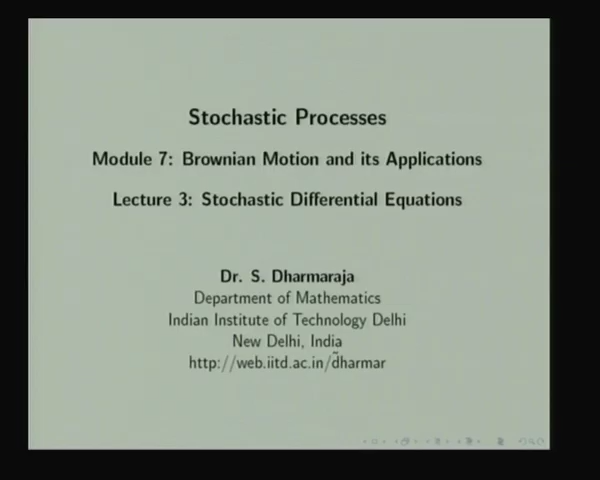 Stochastic Processes
Module 7: Brownian Motion and its Applications
Lecture 3: Stochastic Differential Equations
Dr. S. Dharmaraja
Department of Mathematics
Indian Institute of Technology Delhi
New Delhi, India
http://web.iitd.ac.in/~dharmar